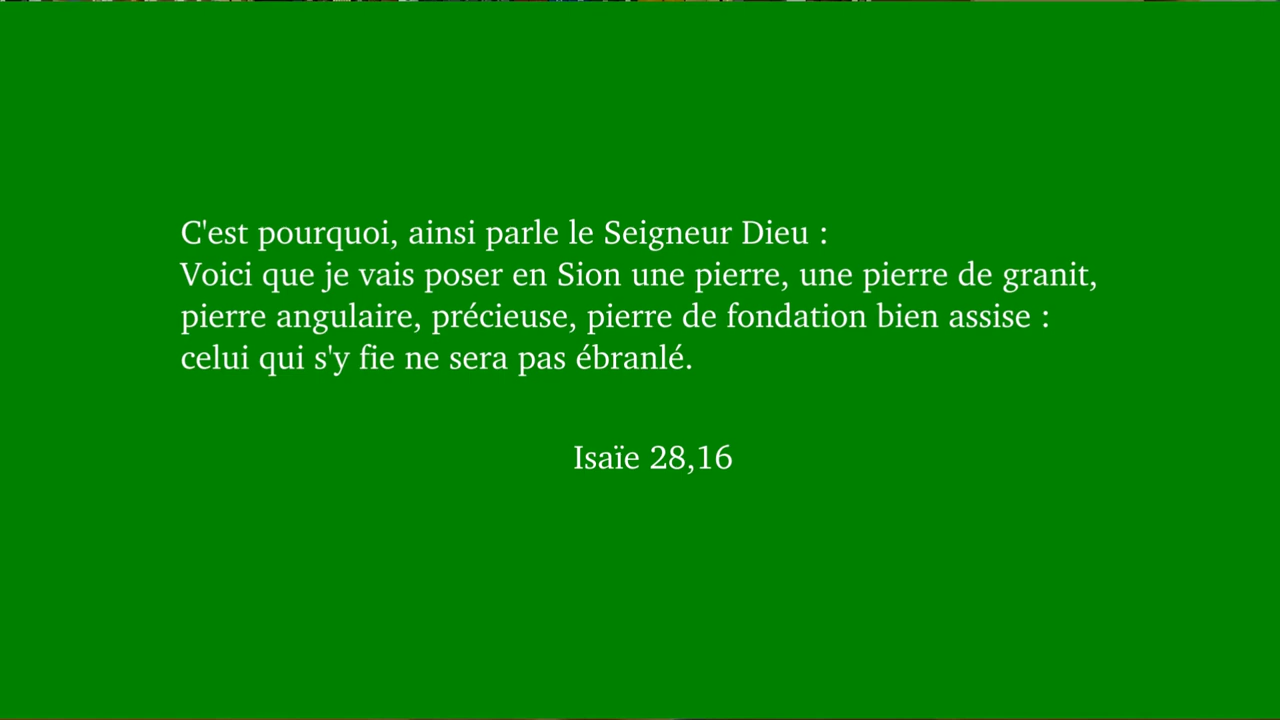 C'est pourquoi, ainsi parle le Seigneur Dieu :
Voici que je vais poser en Sion une pierre, une pierre de granit,
pierre angulaire, précieuse, pierre de fondation bien assise :
celui qui s'y fie ne sera pas ébranlé.
Isaïe 28,16